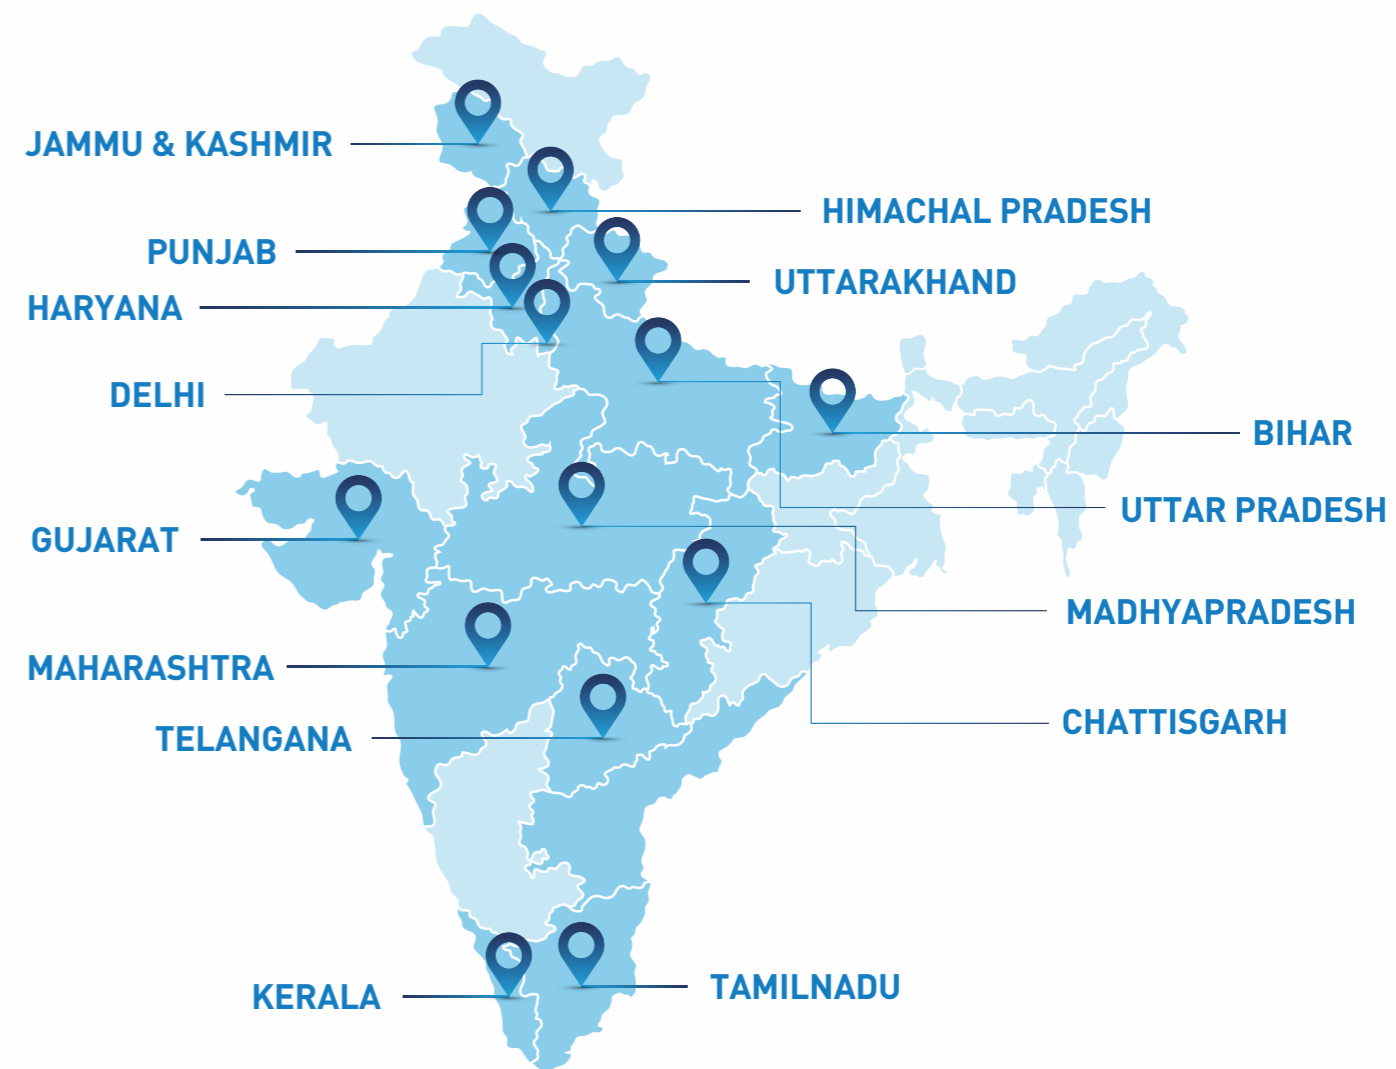 JAMMU & KASHMIR
HIMACHAL PRADESH
PUNJAB
UTTARAKHAND
HARYANA
DELHI
BIHAR
UTTAR PRADESH
GUJARAT
MADHYAPRADESH
MAHARASHTRA
CHATTISGARH
TELANGANA
TAMILNADU
KERALA